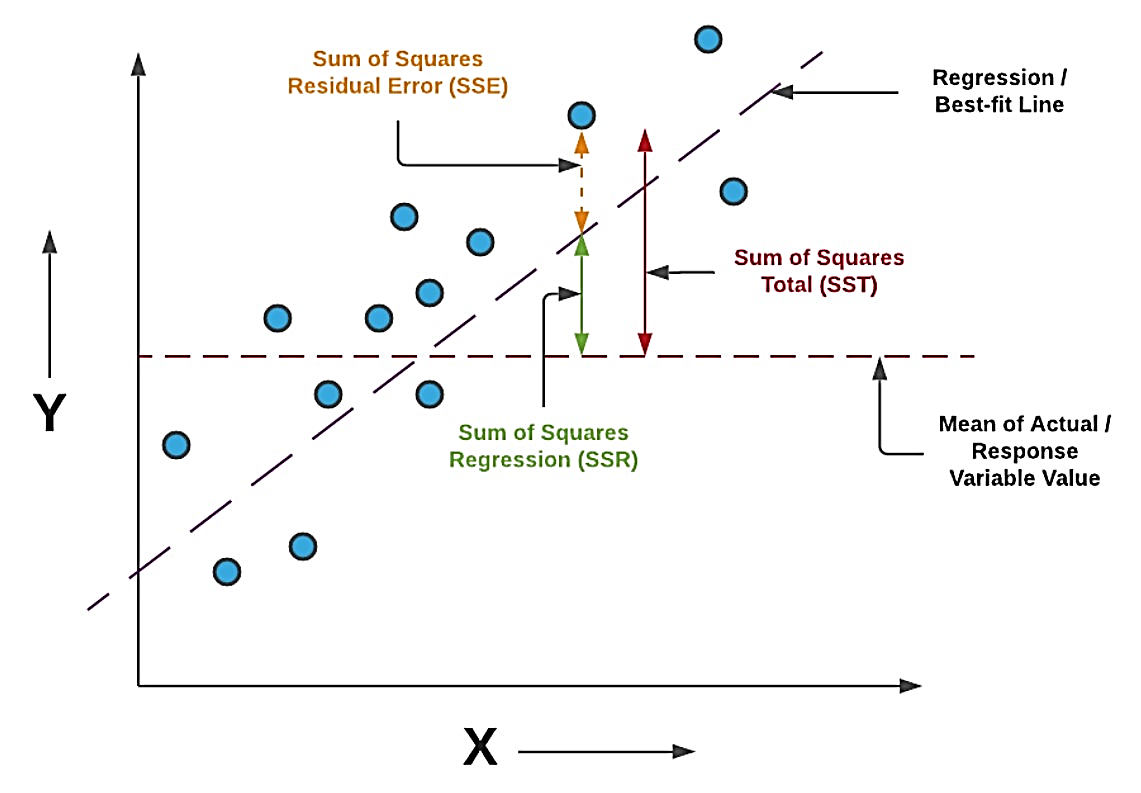 Sum of Squares
Residual Error (SSE)
Regression /
Best-fit Line
Sum of Squares
Total (SST)
Y
Sum of Squares
Regression (SSR)
Mean of Actual /
Response
Variable Value
X